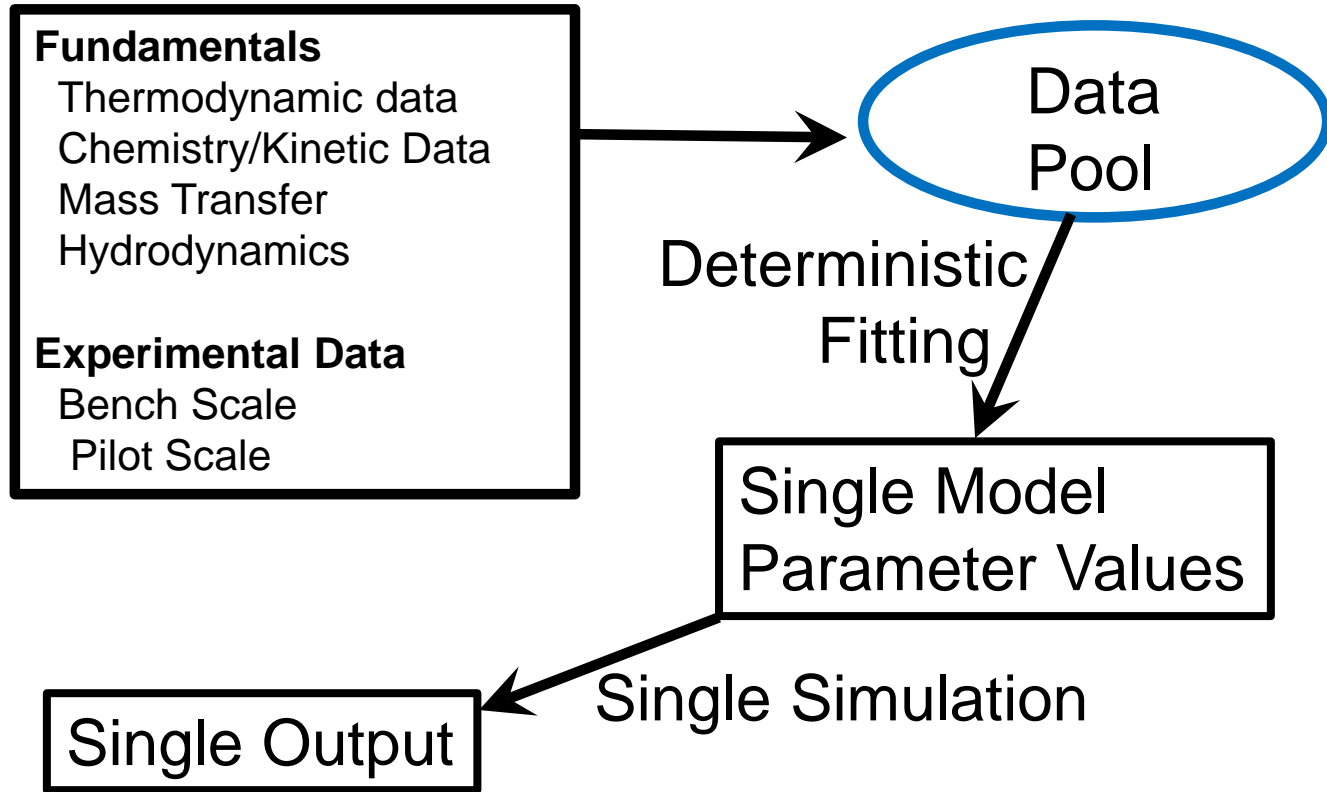 Fundamentals
Thermodynamic data
Chemistry/Kinetic Data
Mass Transfer
Hydrodynamics
Experimental Data
Bench Scale
Pilot Scale
Data
Pool
Deterministic
Fitting
Single Model
Parameter Values
Single Simulation
Single Output